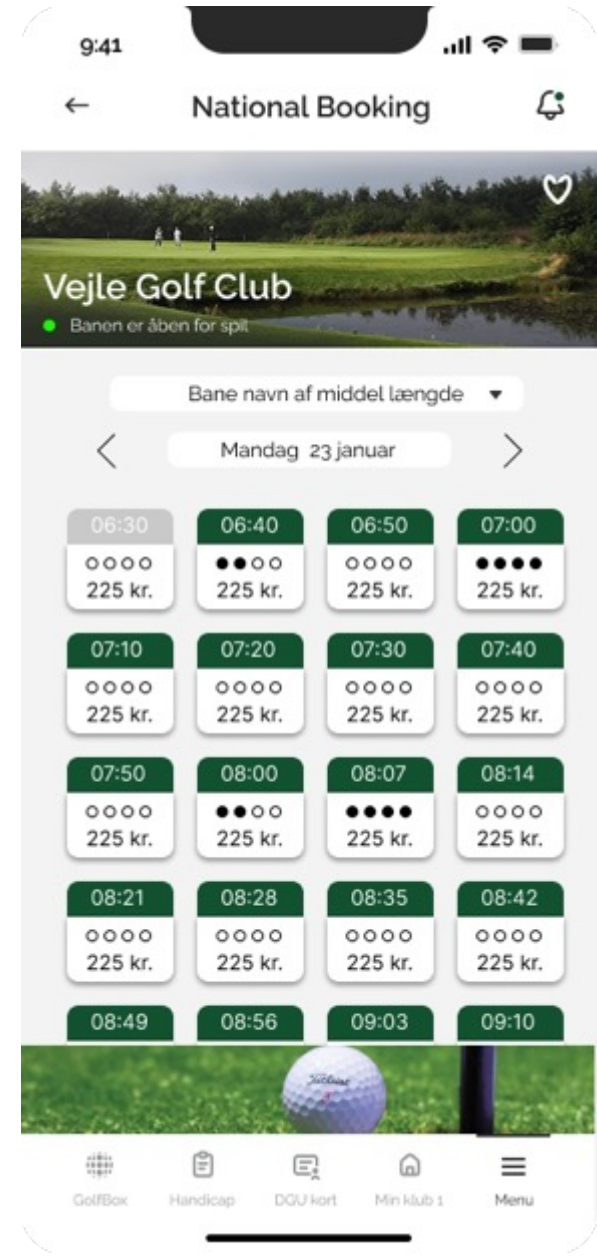 9:41
National Booking
Vejle Golf Club
Banen er åben for spil
Bane navn af middel længde
Mandag 23 januar
06:30 06:40 06:50 07:00
225 kr. 225 kr. 225 kr. 225 kr.
07:10 07:20 07:30 07:40
225 kr. 225 kr. 225 kr. 225 kr.
07:50 08:00 08:07 08:14
225 kr. 225 kr. 225 kr. 225 kr.
08:21 08:28 08:35 08:42
225 kr. 225 kr. 225 kr. 225 kr.
08:49 08:56 09:03 09:10
Titleist
GolfBox Handicap DGU kort Min klub 1 Menu